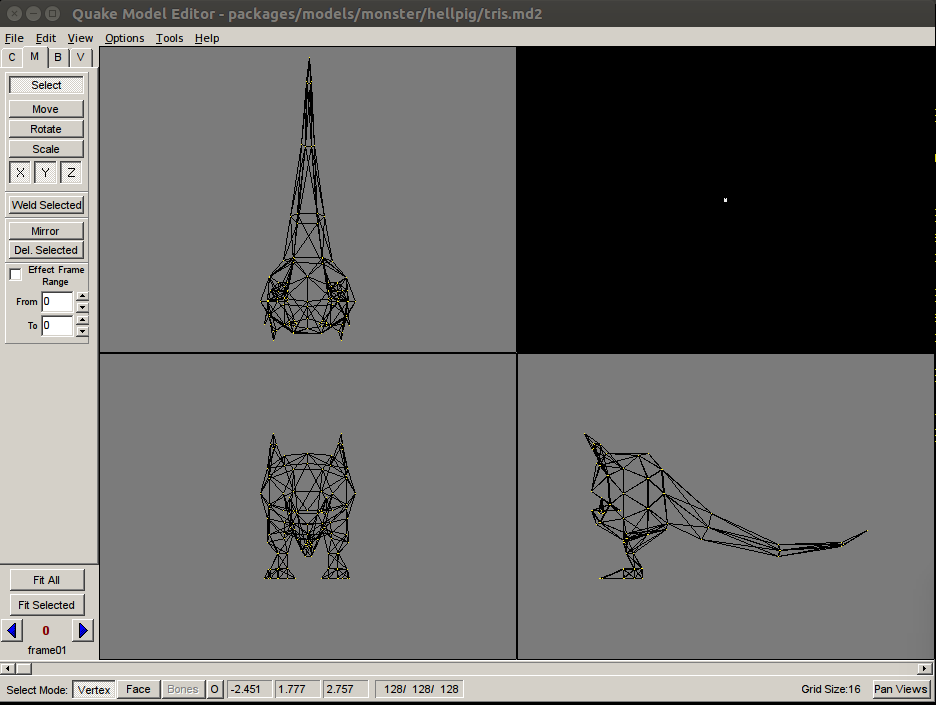 Quake Model Editor - packages/models/monster/hellpig/tris.md2
File Edit View Options Tools Help
C M B V
Select
Move
Rotate
Scale
X Y Z
Weld Selected
Mirror
Del. Selected
Effect Frame
Range
From 0
To 0
Fit All
Fit Selected
0
frame01
Select Mode: Vertex Face Bones O -2.451 1.777 2.757 128/ 128/ 128 Grid Size:16 Pan Views